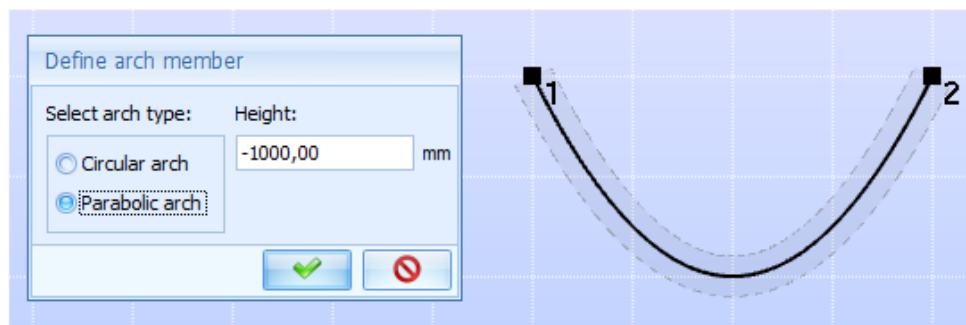 Define arch member
Select arch type: Height:
Circular arch -1000,00 mm
Parabolic arch
1
2